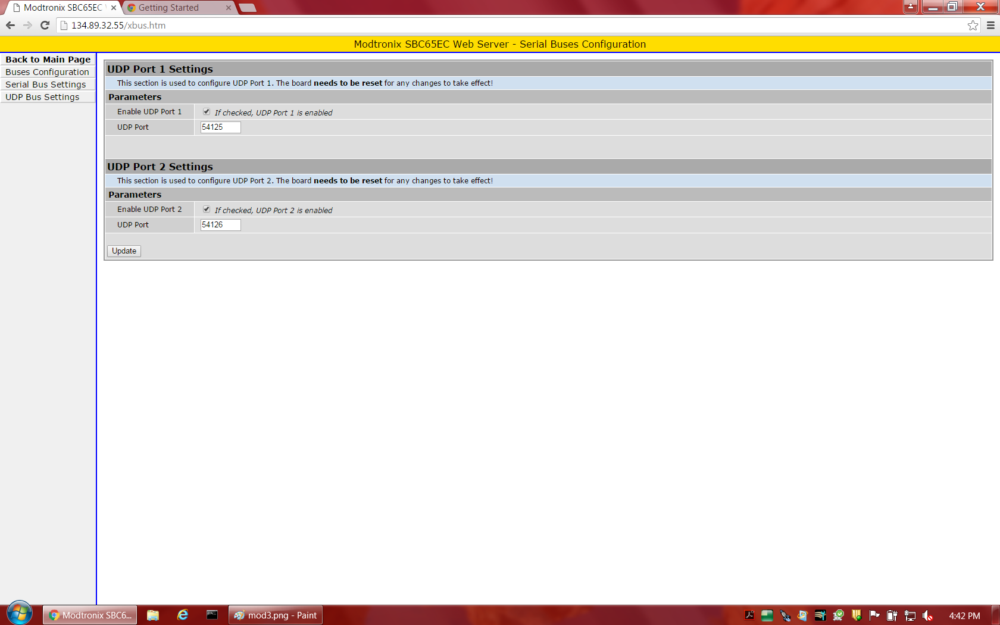 Modtronix SBC65EC
Getting Started
134.89.32.55/xbus.htm
Modtronix SBC65EC Web Server - Serial Buses Configuration
Back to Main Page
Buses Configuration
Serial Bus Settings
UDP Bus Settings
UDP Port 1 Settings
This section is used to configure UDP Port 1. The board needs to be reset for any changes to take effect!
Parameters
Enable UDP Port 1 If checked, UDP Port 1 is enabled
UDP Port 54125
UDP Port 2 Settings
This section is used to configure UDP Port 2. The board needs to be reset for any changes to take effect!
Parameters
Enable UDP Port 2 If checked, UDP Port 2 is enabled
UDP Port 54126
Update
Modtronix SBC6...
mod3.png - Paint
4:42 PM